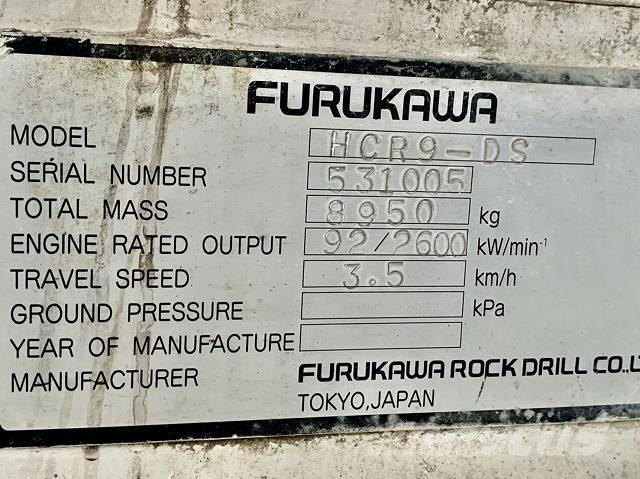 FURUKAWA
MODEL HCR9-DS
SERIAL NUMBER 531005
TOTAL MASS 8950 kg
ENGINE RATED OUTPUT 92/2600 kW/min⁻¹
TRAVEL SPEED 3.5 km/h
GROUND PRESSURE kPa
YEAR OF MANUFACTURE
MANUFACTURER FURUKAWA ROCK DRILL CO.,L
TOKYO,JAPAN